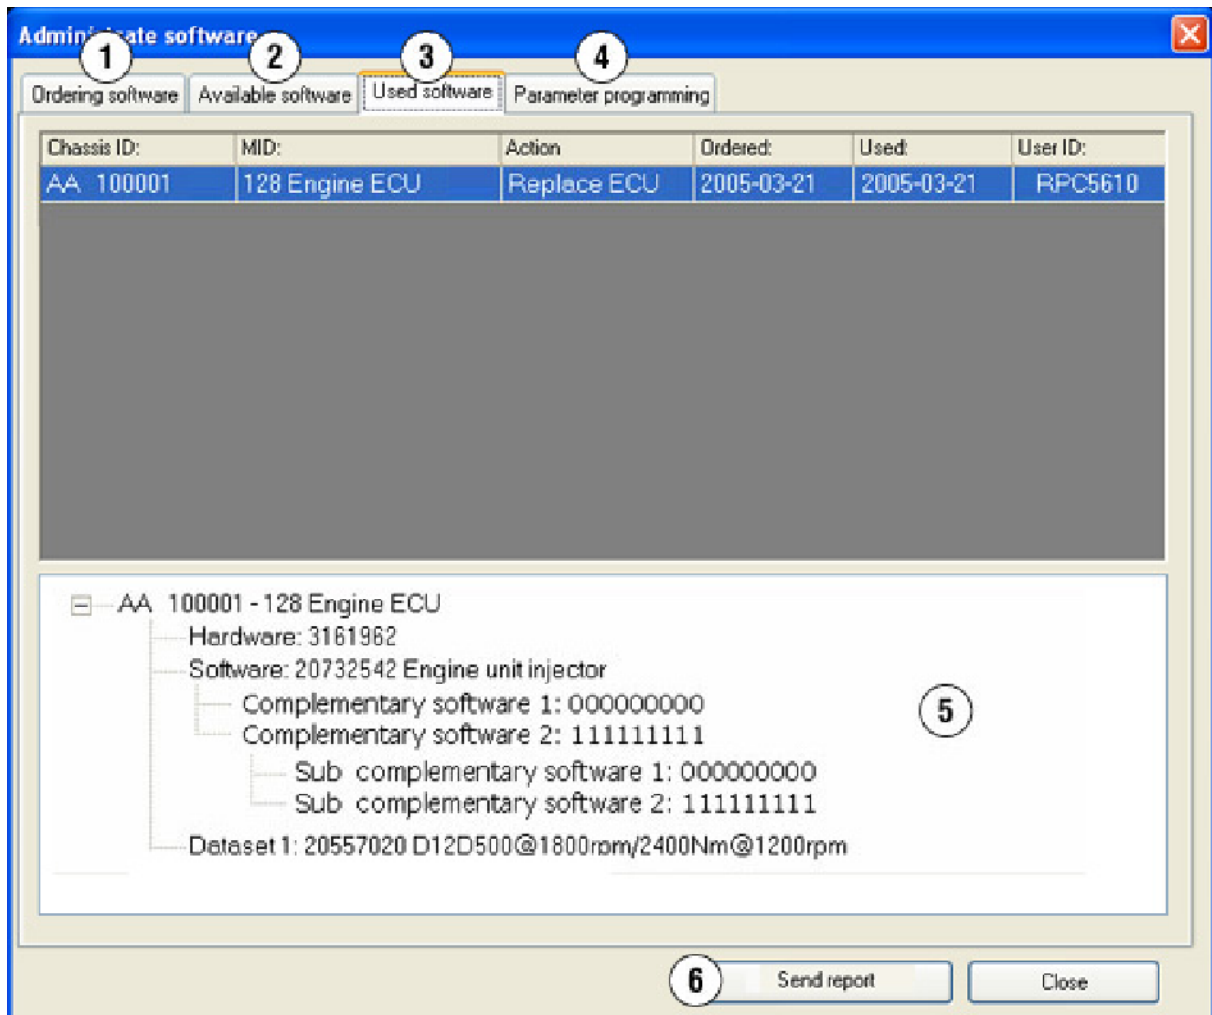 Administrate software
1 2 3 4
Ordering software Available software Used software Parameter programming
Chassis ID: MID: Action Ordered: Used: User ID:
AA 100001 128 Engine ECU Replace ECU 2005-03-21 2005-03-21 RPC5610
AA 100001 - 128 Engine ECU
Hardware: 3161962
Software: 20732542 Engine unit injector
Complementary software 1: 000000000
5
Complementary software 2: 111111111
Sub complementary software 1: 000000000
Sub complementary software 2: 111111111
Dataset 1: 20557020 D12D500@1800rpm/2400Nm@1200rpm
6 Send report Close